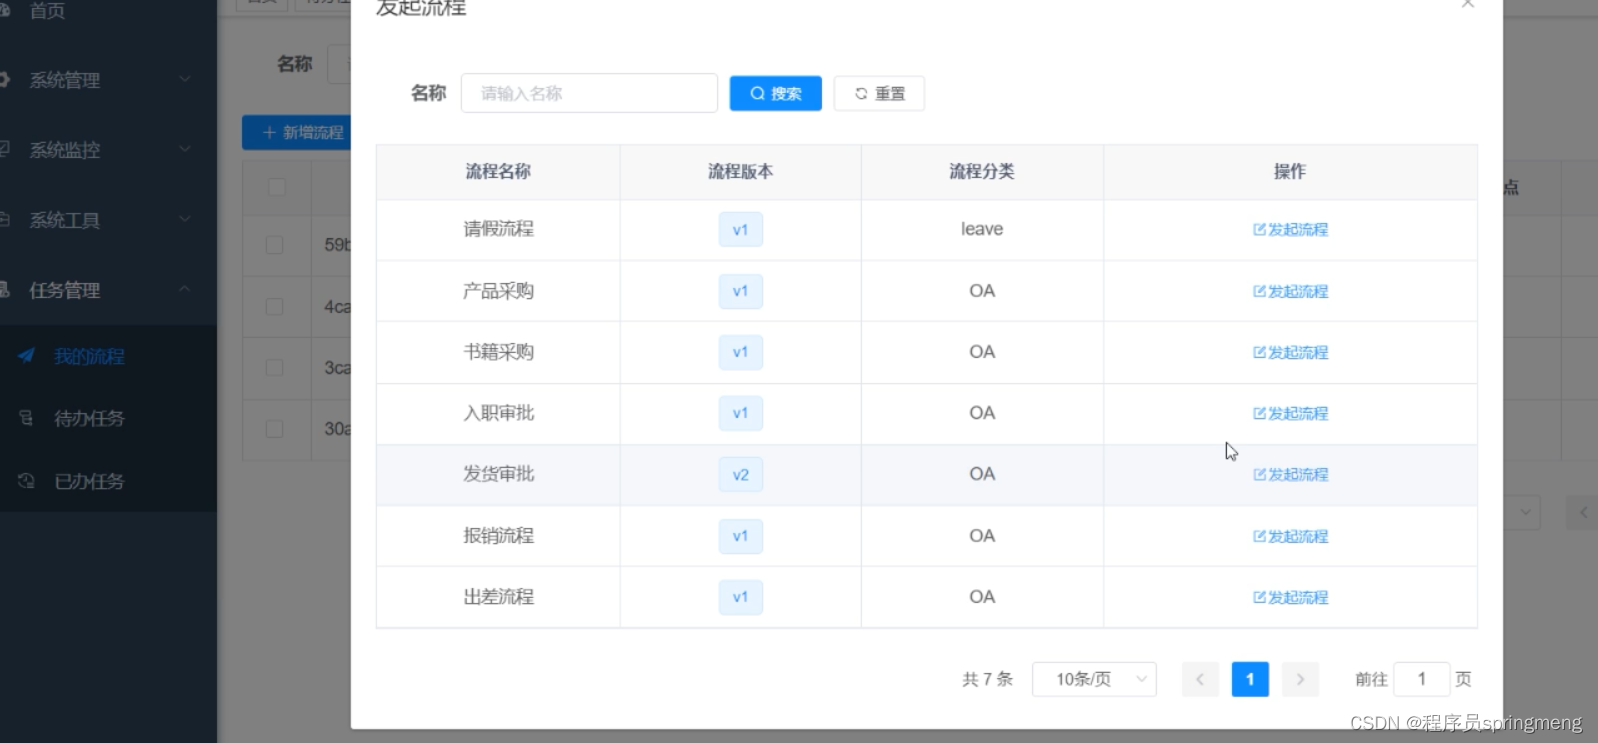 首页
系统管理
系统监控
系统工具
任务管理
我的流程
待办任务
已办任务
名称
+ 新增流程
59b
4ca
3ca
30a
点
发起流程
名称 请输入名称 搜索 重置
流程名称 流程版本 流程分类 操作
请假流程 v1 leave 发起流程
产品采购 v1 OA 发起流程
书籍采购 v1 OA 发起流程
入职审批 v1 OA 发起流程
发货审批 v2 OA 发起流程
报销流程 v1 OA 发起流程
出差流程 v1 OA 发起流程
共 7 条 10条/页 1 前往 1 页
CSDN @程序员springmeng